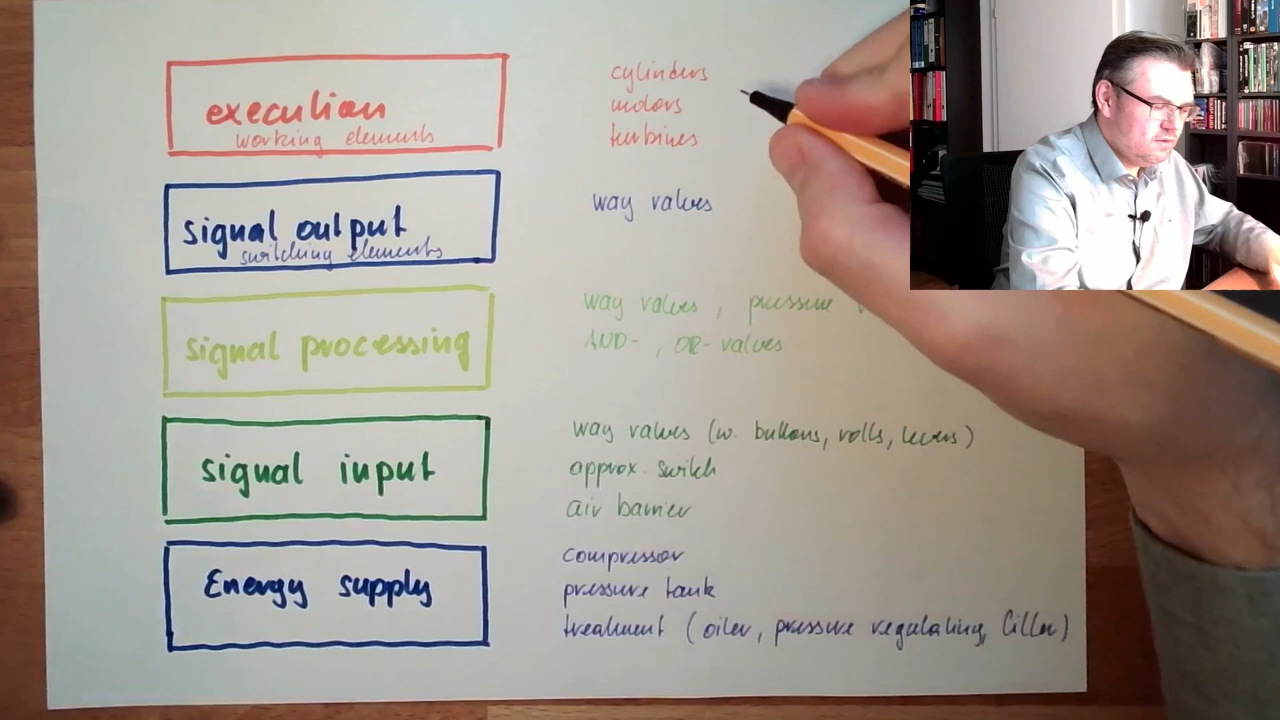 execution
working elements
cylinders
motors
turbines
signal output
switching elements
way valves
signal processing
way valves, pressure
AND-, OR-valves
signal input
way valves (w. buttons, rolls, levers)
approx. switch
air barrier
Energy supply
compressor
pressure tank
treatment (oiler, pressure regulating, filter)